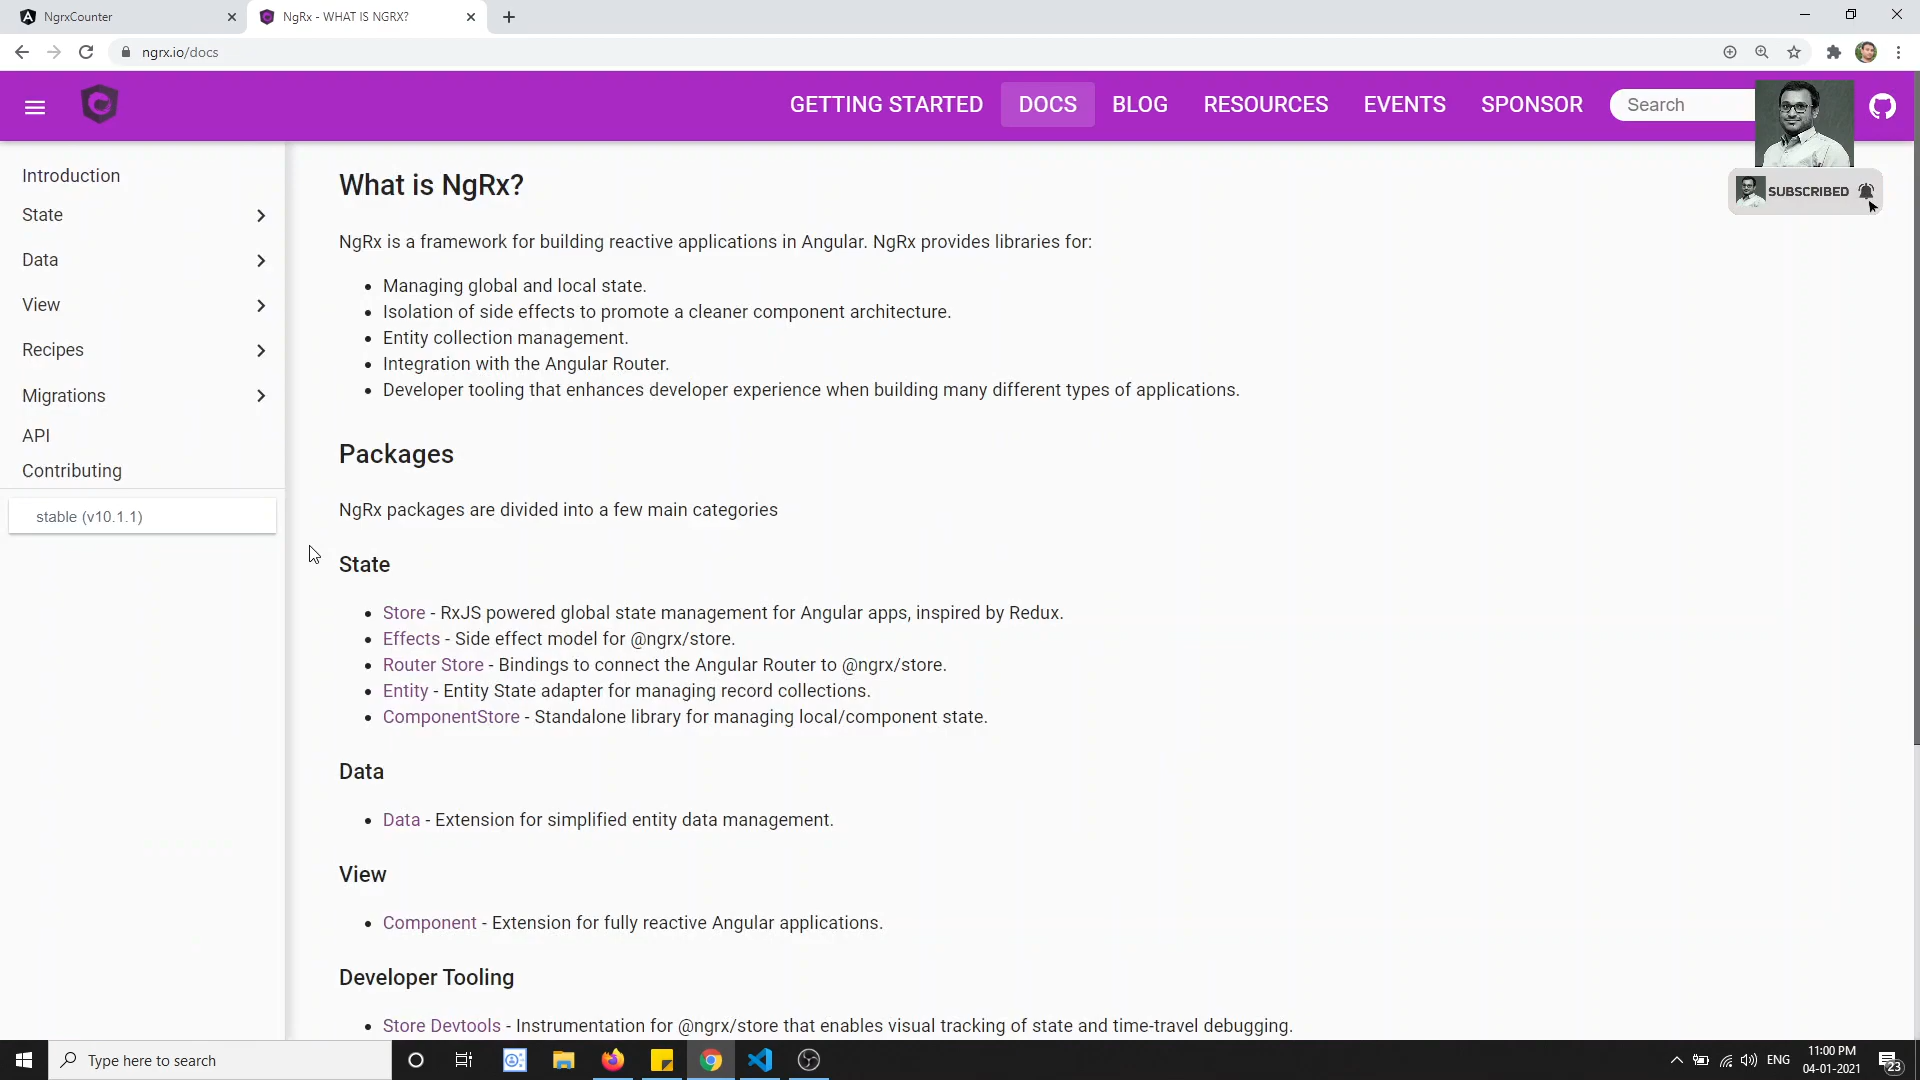 NgrxCounter
NgRx - WHAT IS NGRX?
ngrx.io/docs
GETTING STARTED
DOCS
BLOG
RESOURCES
EVENTS
SPONSOR
Search
SUBSCRIBED
Introduction
State
Data
View
Recipes
Migrations
API
Contributing
stable (v10.1.1)
What is NgRx?
NgRx is a framework for building reactive applications in Angular. NgRx provides libraries for:
• Managing global and local state.
• Isolation of side effects to promote a cleaner component architecture.
• Entity collection management.
• Integration with the Angular Router.
• Developer tooling that enhances developer experience when building many different types of applications.
Packages
NgRx packages are divided into a few main categories
State
• Store - RxJS powered global state management for Angular apps, inspired by Redux.
• Effects - Side effect model for @ngrx/store.
• Router Store - Bindings to connect the Angular Router to @ngrx/store.
• Entity - Entity State adapter for managing record collections.
• ComponentStore - Standalone library for managing local/component state.
Data
• Data - Extension for simplified entity data management.
View
• Component - Extension for fully reactive Angular applications.
Developer Tooling
• Store Devtools - Instrumentation for @ngrx/store that enables visual tracking of state and time-travel debugging.
Type here to search
ENG
11:00 PM
04-01-2021
23